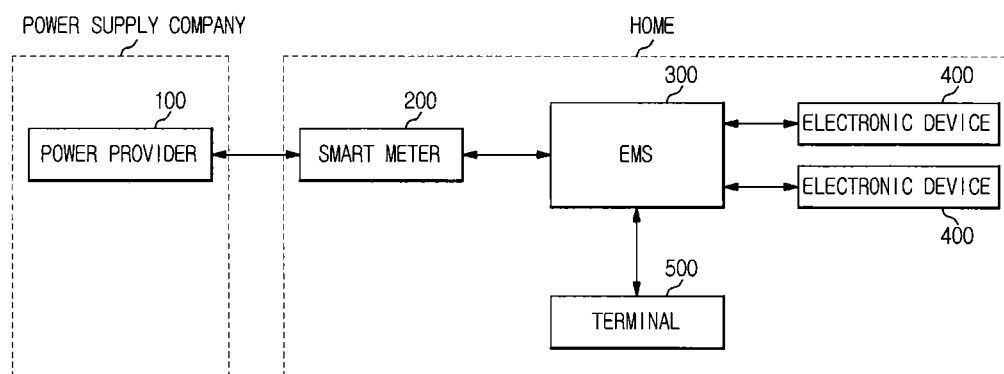 POWER SUPPLY COMPANY
HOME
100
200
300
400
POWER PROVIDER
SMART METER
EMS
ELECTRONIC DEVICE
ELECTRONIC DEVICE
400
500
TERMINAL